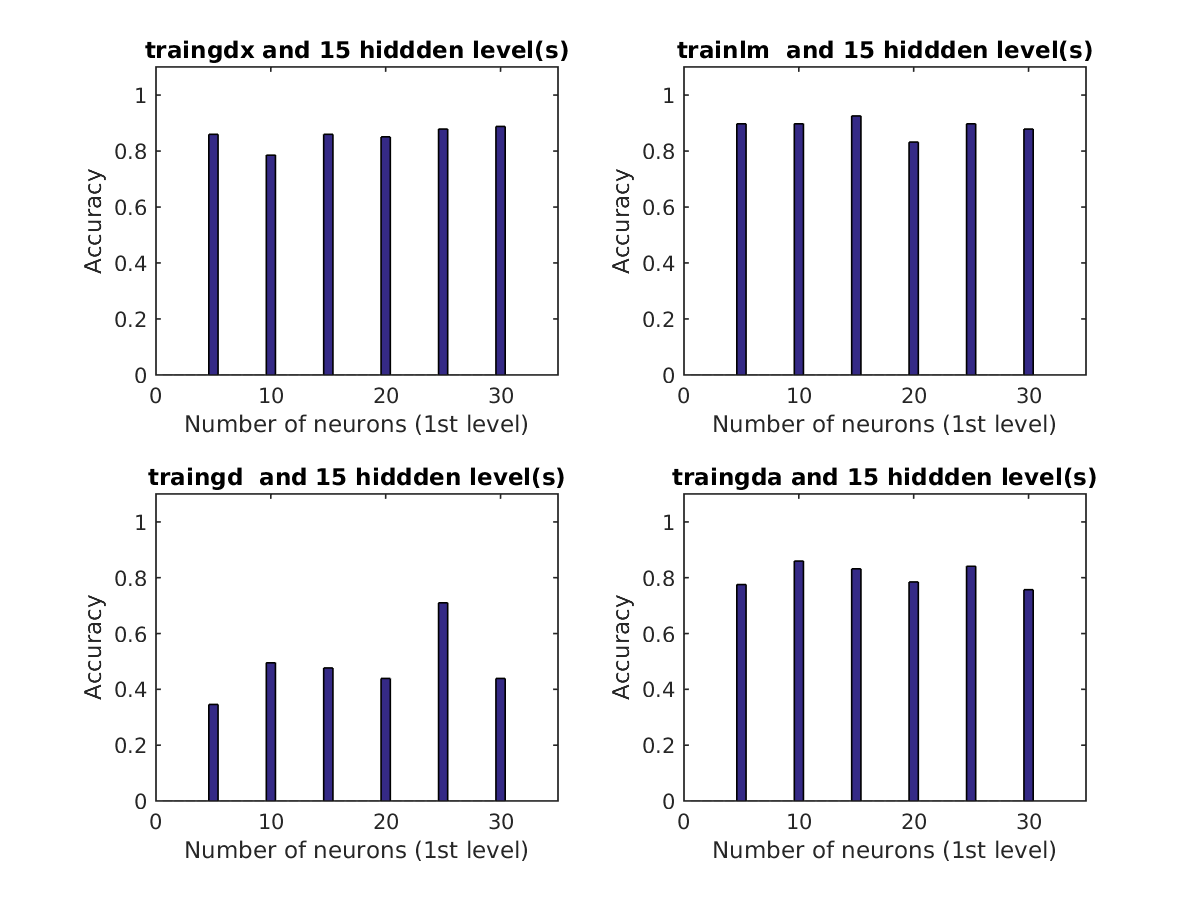 traingdx and 15 hiddden level(s)
1
0.8
0.6
0.4
0.2
0
Accuracy
0 10 20 30
Number of neurons (1st level)
trainlm  and 15 hiddden level(s)
1
0.8
0.6
0.4
0.2
0
Accuracy
0 10 20 30
Number of neurons (1st level)
traingd  and 15 hiddden level(s)
1
0.8
0.6
0.4
0.2
0
Accuracy
0 10 20 30
Number of neurons (1st level)
traingda and 15 hiddden level(s)
1
0.8
0.6
0.4
0.2
0
Accuracy
0 10 20 30
Number of neurons (1st level)